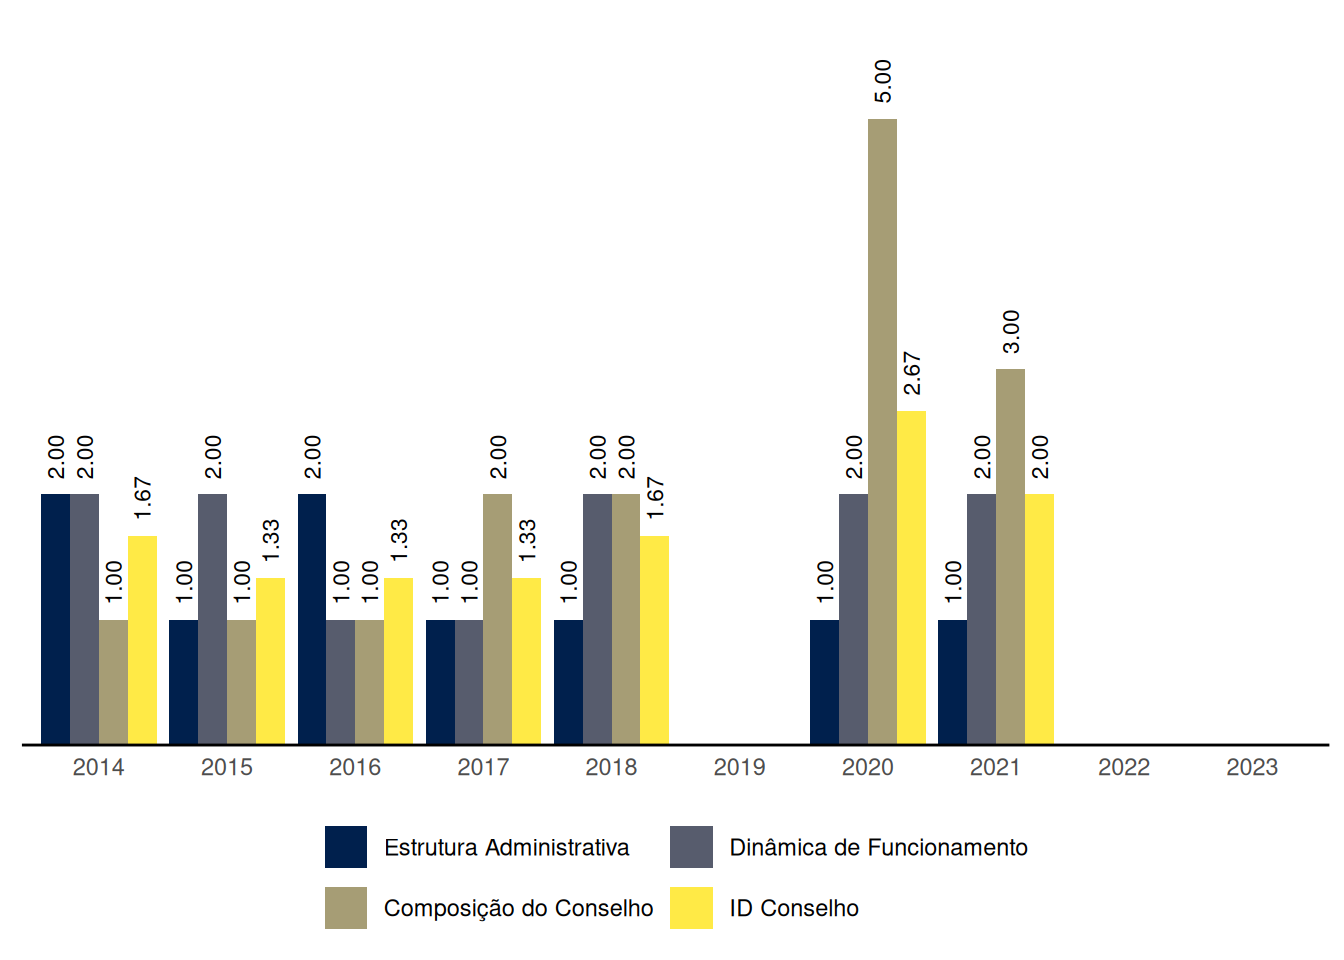 5.00
3.00
2.67
2.00 2.00 2.00 2.00 2.00 2.00 2.00 2.00 2.00 2.00
1.67 1.67
1.33 1.33 1.33
1.00 1.00 1.00 1.00 1.00 1.00 1.00 1.00 1.00 1.00
2014 2015 2016 2017 2018 2019 2020 2021 2022 2023
Estrutura Administrativa Dinâmica de Funcionamento
Composição do Conselho ID Conselho